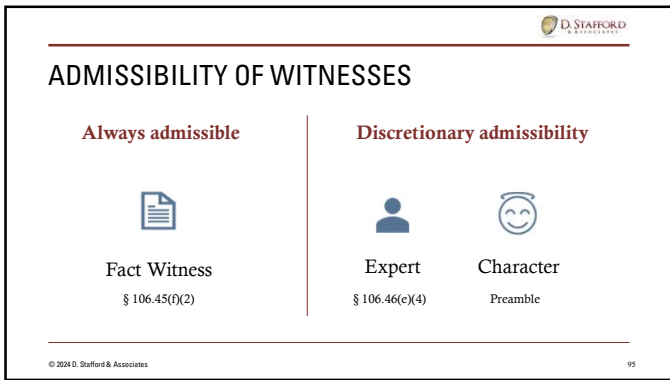 D. STAFFORD
& ASSOCIATES
ADMISSIBILITY OF WITNESSES
Always admissible
Discretionary admissibility
Fact Witness
§ 106.45(f)(2)
Expert
Character
§ 106.46(e)(4)
Preamble
© 2024 D. Stafford & Associates
95